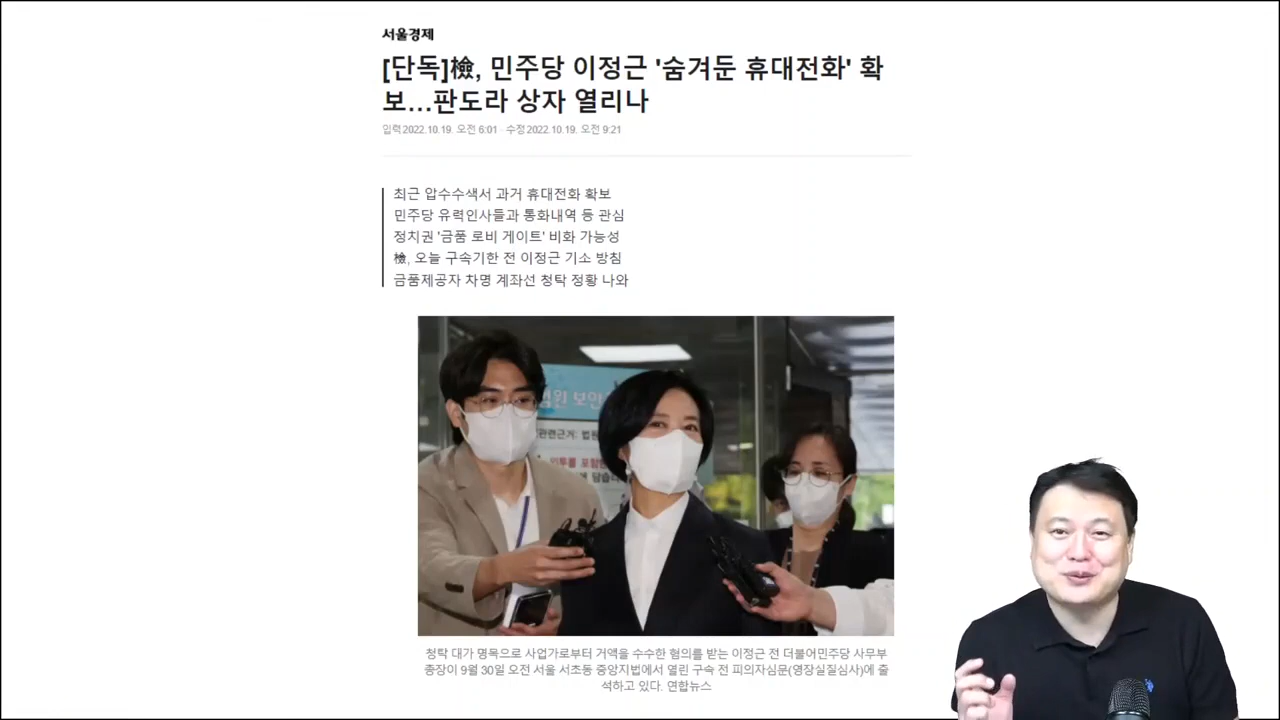 서울경제
[단독]檢, 민주당 이정근 '숨겨둔 휴대전화' 확
보…판도라 상자 열리나
입력 2022.10.19. 오전 6:01 · 수정 2022.10.19. 오전 9:21
최근 압수수색서 과거 휴대전화 확보
민주당 유력인사들과 통화내역 등 관심
정치권 '금품 로비 게이트' 비화 가능성
檢, 오늘 구속기한 전 이정근 기소 방침
금품제공자 차명 계좌선 청탁 정황 나와
법원 보안
관련근거: 법원
청탁 대가 명목으로 사업가로부터 거액을 수수한 혐의를 받는 이정근 전 더불어민주당 사무부
총장이 9월 30일 오전 서울 서초동 중앙지법에서 열린 구속 전 피의자심문(영장실질심사)에 출
석하고 있다. 연합뉴스